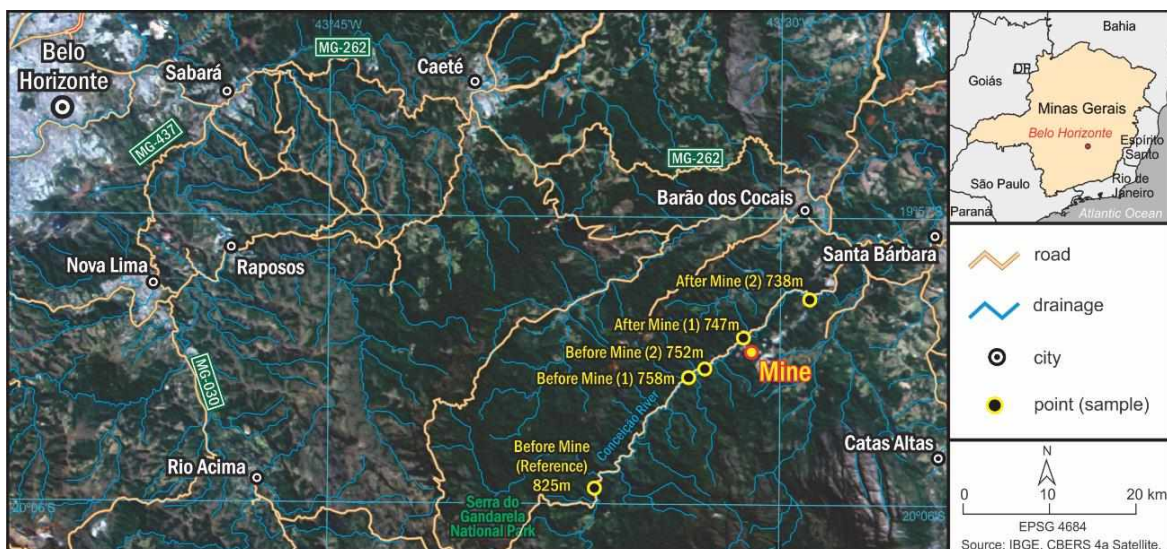 43°45'W
43°30'W
Belo
Horizonte
Sabará
MG-262
Caeté
MG-437
MG-262
Barão dos Cocais
19°57'S
Nova Lima
Raposos
Santa Bárbara
After Mine (2) 738m
After Mine (1) 747m
Before Mine (2) 752m
Mine
Before Mine (1) 758m
MG-030
Conceição River
Before Mine
(Reference)
825m
Catas Altas
Rio Acima
Serra do
Gandarela
National Park
20°06'S
20°06'S
Bahia
Goiás
DF
Minas Gerais
Belo Horizonte
Espírito
Santo
São Paulo
Rio de
Janeiro
Paraná
Atlantic Ocean
road
drainage
city
point (sample)
N
0 10 20 km
EPSG 4684
Source: IBGE, CBERS 4a Satellite.